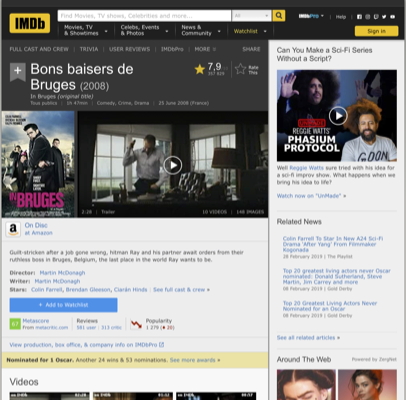 IMDb
Find Movies, TV shows, Celebrities and more...
All
IMDbPro
Help
Movies, TV
& Showtimes
Celebs, Events
& Photos
News &
Community
Watchlist
Sign in
FULL CAST AND CREW | TRIVIA | USER REVIEWS | IMDbPro | MORE
SHARE
Bons baisers de
Bruges (2008)
In Bruges (original title)
Tous publics | 1h 47min | Comedy, Crime, Drama | 25 June 2008 (France)
7,9
Rate
This
IN
BRUGES
2:28 | Trailer
10 VIDEOS | 149 IMAGES
On Disc
at Amazon
Guilt-stricken after a job gone wrong, hitman Ray and his partner await orders from their
ruthless boss in Bruges, Belgium, the last place in the world Ray wants to be.
Director: Martin McDonagh
Writer: Martin McDonagh
Stars: Colin Farrell, Brendan Gleeson, Ciarán Hinds | See full cast & crew »
+ Add to Watchlist
67
Metascore
From metacritic.com
Reviews
581 user | 313 critic
Popularity
1 279
View production, box office, & company info on IMDbPro
Nominated for 1 Oscar. Another 24 wins & 53 nominations. See more awards »
Videos
Can You Make a Sci-Fi Series
Without a Script?
REGGIE WATTS'
PHASIUM
PROTOCOL
Well Reggie Watts sure tried with his idea for
a sci-fi improv show. What happens when we
bring his idea to life?
Watch now on "UnMade" »
Related News
Colin Farrell To Star In New A24 Sci-Fi
Drama 'After Yang' From Filmmaker
Kogonada
28 February 2019 | The Playlist
Top 20 greatest living actors never Oscar
nominated: Donald Sutherland, Steve
Martin, Jim Carrey and more
08 February 2019 | Gold Derby
Top 20 Greatest Living Actors Never
Nominated for an Oscar
08 February 2019 | Gold Derby
See all related articles »
Around The Web
Powered by ZergNet